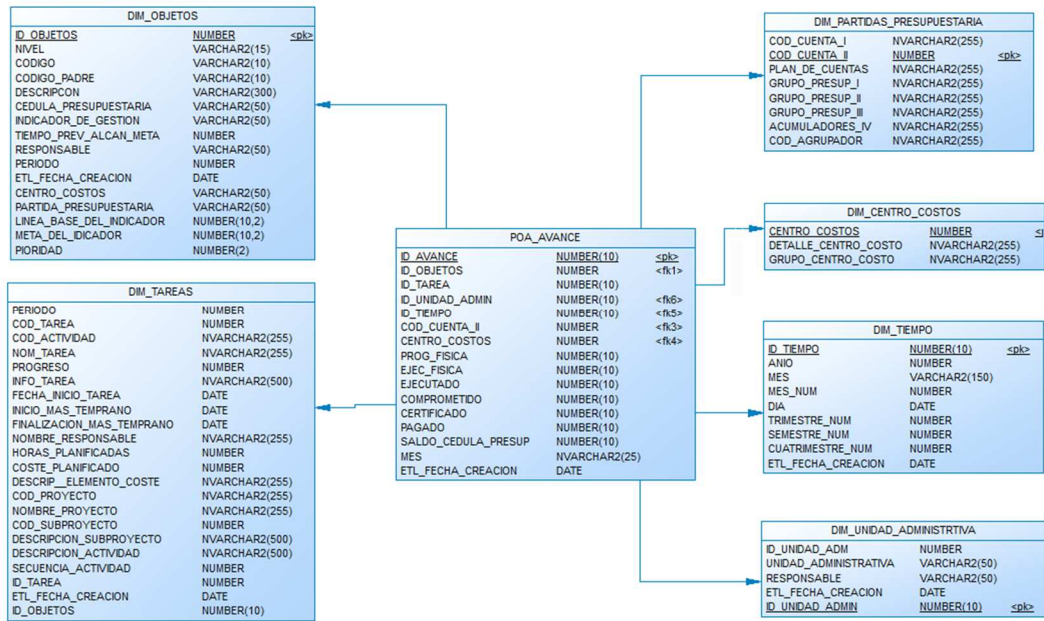 DIM_OBJETOS
ID_OBJETOS NUMBER <pk>
NIVEL VARCHAR2(15)
CODIGO VARCHAR2(10)
CODIGO_PADRE VARCHAR2(10)
DESCRIPCON VARCHAR2(300)
CEDULA_PRESUPUESTARIA VARCHAR2(50)
INDICADOR_DE_GESTION VARCHAR2(50)
TIEMPO_PREV_ALCAN_META NUMBER
RESPONSABLE VARCHAR2(50)
PERIODO NUMBER
ETL_FECHA_CREACION DATE
CENTRO_COSTOS VARCHAR2(50)
PARTIDA_PRESUPUESTARIA VARCHAR2(50)
LINEA_BASE_DEL_INDICADOR NUMBER(10,2)
META_DEL_IDICADOR NUMBER(10,2)
PIORIDAD NUMBER(2)
DIM_TAREAS
PERIODO NUMBER
COD_TAREA NUMBER
COD_ACTIVIDAD NVARCHAR2(255)
NOM_TAREA NVARCHAR2(255)
PROGRESO NUMBER
INFO_TAREA NVARCHAR2(500)
FECHA_INICIO_TAREA DATE
INICIO_MAS_TEMPRANO DATE
FINALIZACION_MAS_TEMPRANO DATE
NOMBRE_RESPONSABLE NVARCHAR2(255)
HORAS_PLANIFICADAS NUMBER
COSTE_PLANIFICADO NUMBER
DESCRIP__ELEMENTO_COSTE NVARCHAR2(255)
COD_PROYECTO NVARCHAR2(255)
NOMBRE_PROYECTO NVARCHAR2(255)
COD_SUBPROYECTO NUMBER
DESCRIPCION_SUBPROYECTO NVARCHAR2(500)
DESCRIPCION_ACTIVIDAD NVARCHAR2(500)
SECUENCIA_ACTIVIDAD NUMBER
ID_TAREA NUMBER
ETL_FECHA_CREACION DATE
ID_OBJETOS NUMBER(10)
POA_AVANCE
ID_AVANCE NUMBER(10) <pk>
ID_OBJETOS NUMBER <fk1>
ID_TAREA NUMBER(10)
ID_UNIDAD_ADMIN NUMBER(10) <fk6>
ID_TIEMPO NUMBER(10) <fk5>
COD_CUENTA_II NUMBER <fk3>
CENTRO_COSTOS NUMBER <fk4>
PROG_FISICA NUMBER(10)
EJEC_FISICA NUMBER(10)
EJECUTADO NUMBER(10)
COMPROMETIDO NUMBER(10)
CERTIFICADO NUMBER(10)
PAGADO NUMBER(10)
SALDO_CEDULA_PRESUP NUMBER(10)
MES NVARCHAR2(25)
ETL_FECHA_CREACION DATE
DIM_PARTIDAS_PRESUPUESTARIA
COD_CUENTA_I NVARCHAR2(255)
COD_CUENTA_II NUMBER <pk>
PLAN_DE_CUENTAS NVARCHAR2(255)
GRUPO_PRESUP_I NVARCHAR2(255)
GRUPO_PRESUP_II NVARCHAR2(255)
GRUPO_PRESUP_III NVARCHAR2(255)
ACUMULADORES_IV NVARCHAR2(255)
COD_AGRUPADOR NVARCHAR2(255)
DIM_CENTRO_COSTOS
CENTRO_COSTOS NUMBER
DETALLE_CENTRO_COSTO NVARCHAR2(255)
GRUPO_CENTRO_COSTO NVARCHAR2(255)
DIM_TIEMPO
ID_TIEMPO NUMBER(10) <pk>
ANIO NUMBER
MES VARCHAR2(150)
MES_NUM NUMBER
DIA DATE
TRIMESTRE_NUM NUMBER
SEMESTRE_NUM NUMBER
CUATRIMESTRE_NUM NUMBER
ETL_FECHA_CREACION DATE
DIM_UNIDAD_ADMINISTRTIVA
ID_UNIDAD_ADM NUMBER
UNIDAD_ADMINISTRATIVA VARCHAR2(50)
RESPONSABLE VARCHAR2(50)
ETL_FECHA_CREACION DATE
ID_UNIDAD_ADMIN NUMBER(10) <pk>